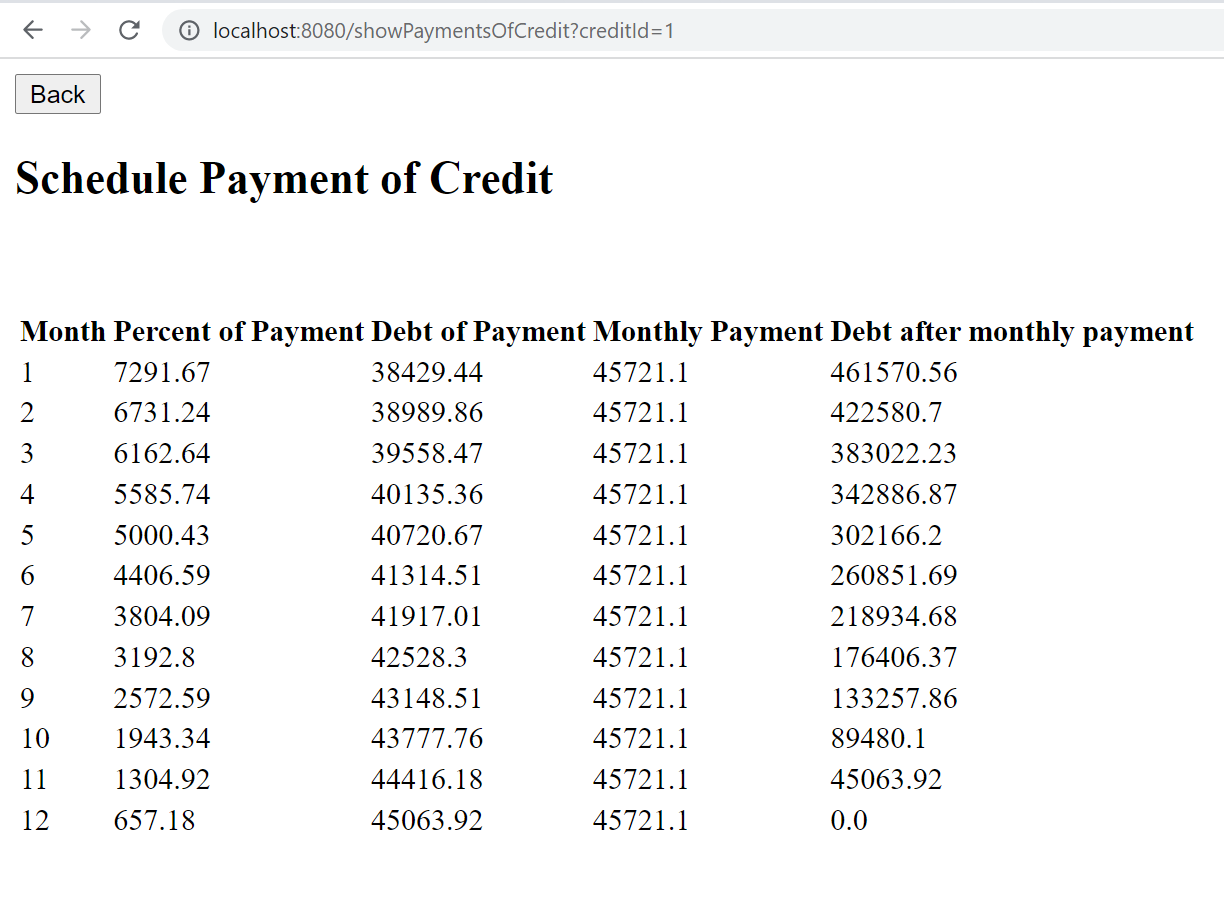 localhost:8080/showPaymentsOfCredit?creditId=1
Back
Schedule Payment of Credit
Month Percent of Payment Debt of Payment Monthly Payment Debt after monthly payment
1 7291.67 38429.44 45721.1 461570.56
2 6731.24 38989.86 45721.1 422580.7
3 6162.64 39558.47 45721.1 383022.23
4 5585.74 40135.36 45721.1 342886.87
5 5000.43 40720.67 45721.1 302166.2
6 4406.59 41314.51 45721.1 260851.69
7 3804.09 41917.01 45721.1 218934.68
8 3192.8 42528.3 45721.1 176406.37
9 2572.59 43148.51 45721.1 133257.86
10 1943.34 43777.76 45721.1 89480.1
11 1304.92 44416.18 45721.1 45063.92
12 657.18 45063.92 45721.1 0.0